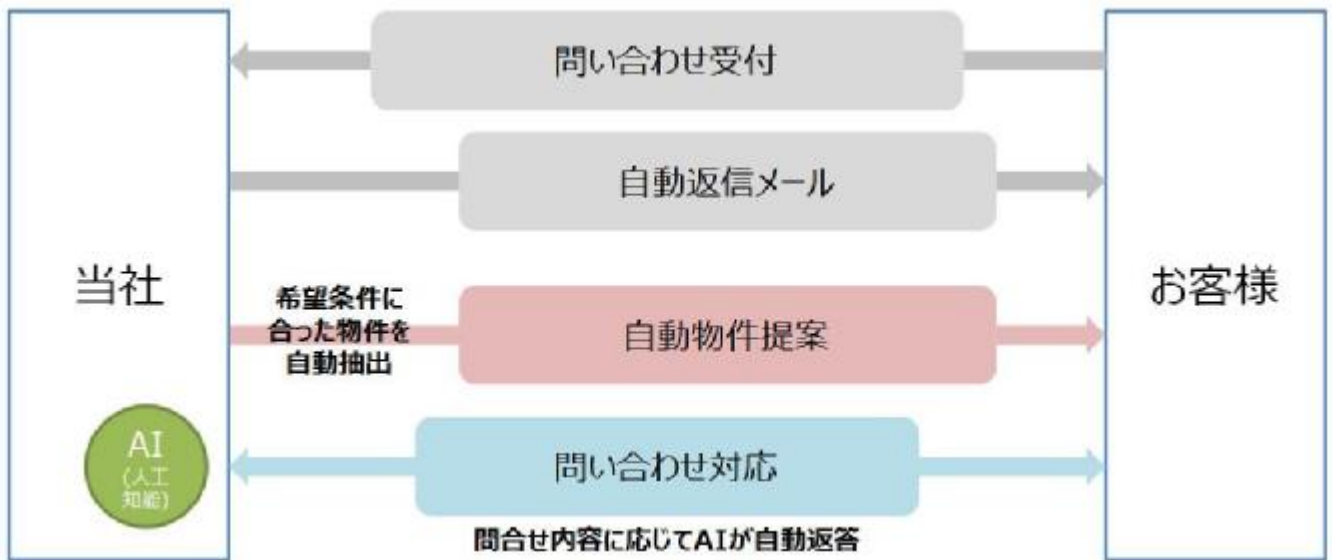 問い合わせ受付
自動返信メール
当社
お客様
希望条件に
合った物件を
自動抽出
自動物件提案
AI
(人工
知能)
問い合わせ対応
問合せ内容に応じてAIが自動返答